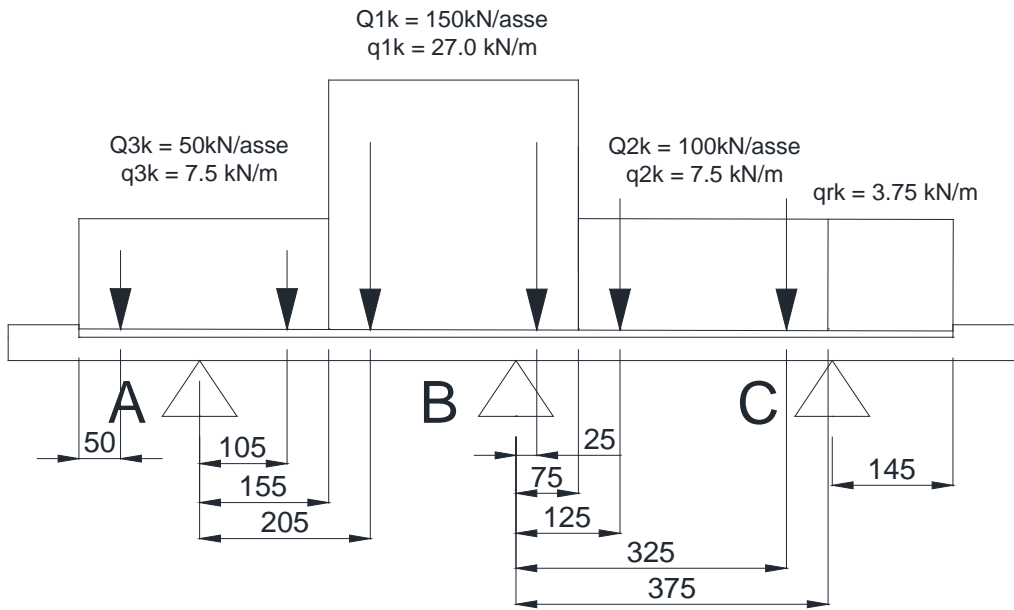 Q1k = 150kN/asse
q1k = 27.0 kN/m
Q3k = 50kN/asse
q3k = 7.5 kN/m
Q2k = 100kN/asse
q2k = 7.5 kN/m
qrk = 3.75 kN/m
A
B
C
50
105
25
145
155
75
205
125
325
375